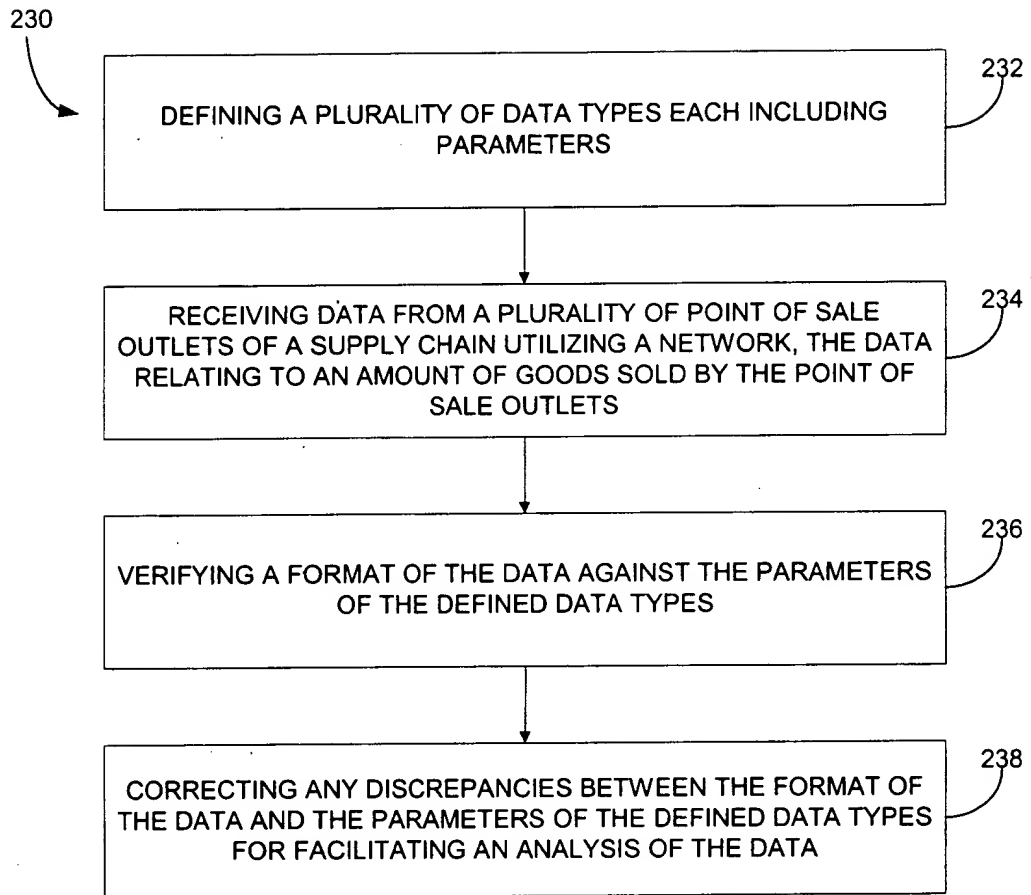 230
232
DEFINING A PLURALITY OF DATA TYPES EACH INCLUDING
PARAMETERS
234
RECEIVING DATA FROM A PLURALITY OF POINT OF SALE
OUTLETS OF A SUPPLY CHAIN UTILIZING A NETWORK, THE DATA
RELATING TO AN AMOUNT OF GOODS SOLD BY THE POINT OF
SALE OUTLETS
236
VERIFYING A FORMAT OF THE DATA AGAINST THE PARAMETERS
OF THE DEFINED DATA TYPES
238
CORRECTING ANY DISCREPANCIES BETWEEN THE FORMAT OF
THE DATA AND THE PARAMETERS OF THE DEFINED DATA TYPES
FOR FACILITATING AN ANALYSIS OF THE DATA